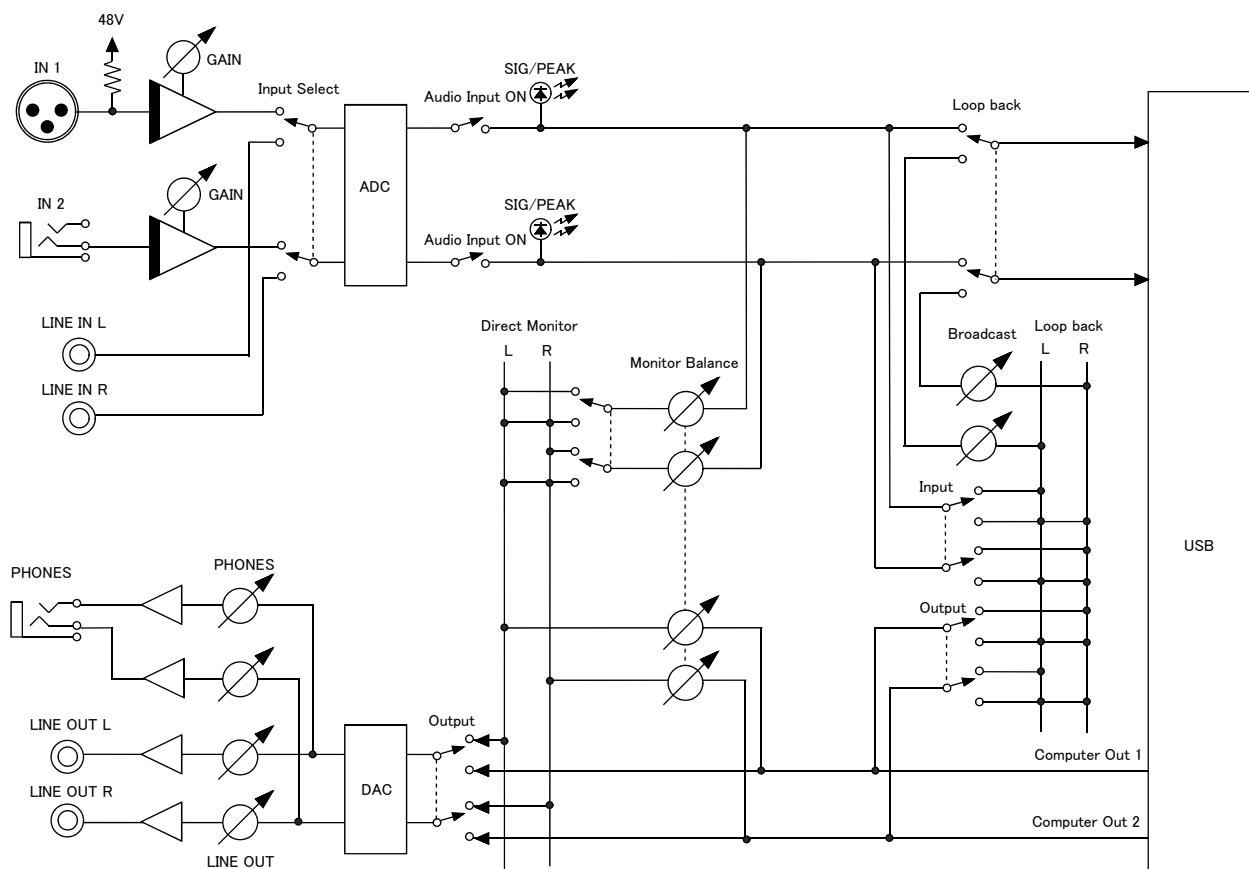 48V
IN 1
GAIN
SIG/PEAK
Input Select
Audio Input ON
Loop back
ADC
GAIN
IN 2
SIG/PEAK
Audio Input ON
LINE IN L
Direct Monitor
L R
Monitor Balance
Broadcast
Loop back
L R
LINE IN R
Input
USB
PHONES
PHONES
Output
LINE OUT L
Output
DAC
Computer Out 1
LINE OUT R
Computer Out 2
LINE OUT